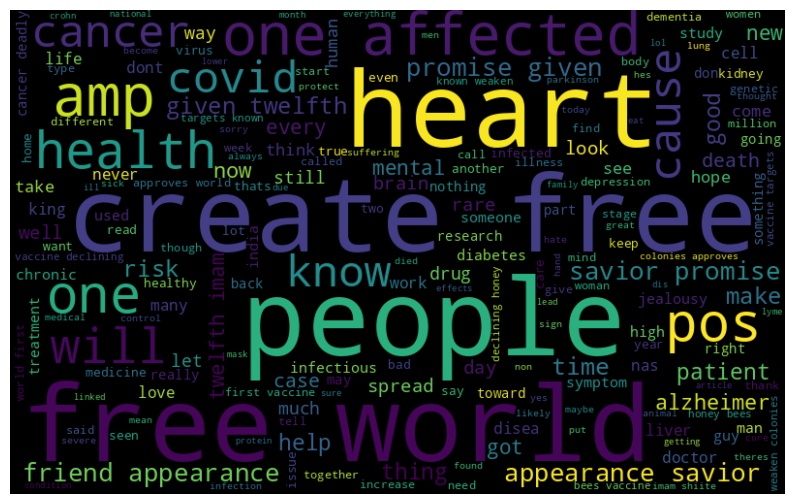 crohn national month everything
cancer one affected
way human
virus dementia women
men
study new
life become lol lung
type lower dont start body cell
covid promise given
cancer deadly
protect even known weaken parkinson hes don kidney
amp heart cause
targets known today genetic
given twelfth thought
different sorry find eat million
home week every true suffering look good come
health always called call infected going
think another illness death
never now still mental nothing see hope
take ill sick approves world thats due brain family depression something
king used create free
two rare someone part stage keep
well read lot research great colonies approves
want though india hate
vaccine declining diabetes mind dis
chronic risk back know work drug hand savior promise
healthy care woman
one many medical effects give jealousy make
control died declining honey lead high
people pos
treatment will twelfth imam sign year right lyme
mask
let infectious bad day non time nas
world first medicine case may symptom patient
really spread say toward article thank
linked love first vaccine sure yes likely maybe animal honey bees alzheimer
mean much tell
free world
said seen help disea put liver man
severe protein got getting cure guy theres
issue together found doctor
friend appearance thing appearance savior
condition infection increase need bees vaccine imam shiite
vaccine targets
weaken colonies